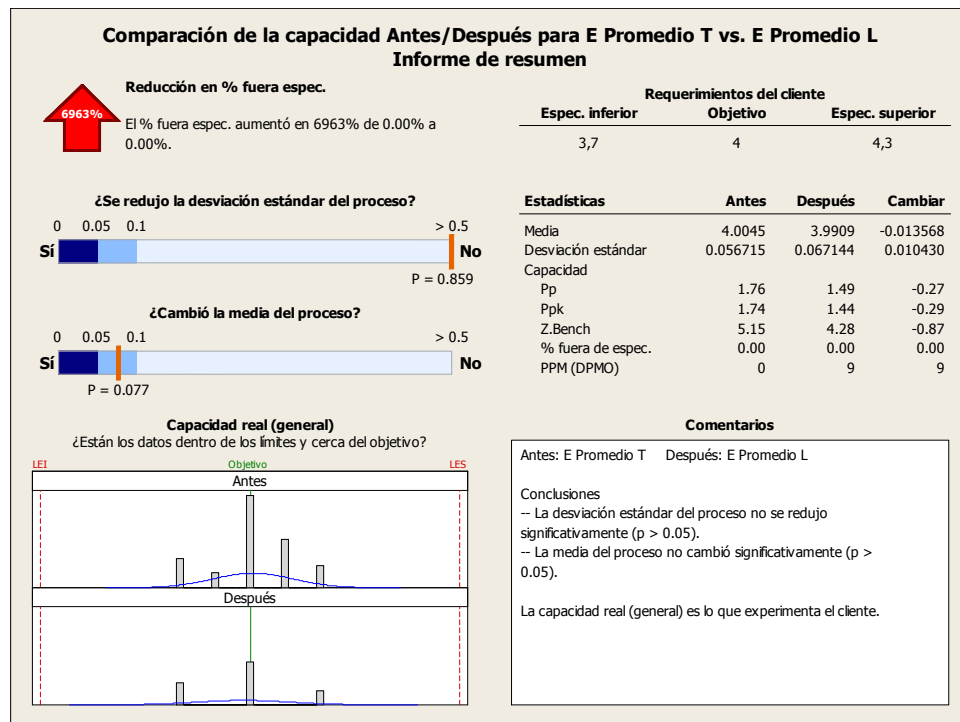 Comparación de la capacidad Antes/Después para E Promedio T vs. E Promedio L
Informe de resumen
6963%
Reducción en % fuera espec.
El % fuera espec. aumentó en 6963% de 0.00% a
0.00%.
Requerimientos del cliente
Espec. inferior Objetivo Espec. superior
3,7 4 4,3
¿Se redujo la desviación estándar del proceso?
0 0.05 0.1 > 0.5
Sí No
P = 0.859
¿Cambió la media del proceso?
0 0.05 0.1 > 0.5
Sí No
P = 0.077
Estadísticas Antes Después Cambiar
Media 4.0045 3.9909 -0.013568
Desviación estándar 0.056715 0.067144 0.010430
Capacidad
Pp 1.76 1.49 -0.27
Ppk 1.74 1.44 -0.29
Z.Bench 5.15 4.28 -0.87
% fuera de espec. 0.00 0.00 0.00
PPM (DPMO) 0 9 9
Capacidad real (general)
¿Están los datos dentro de los límites y cerca del objetivo?
LEI Objetivo LES
Antes
Después
Comentarios
Antes: E Promedio T Después: E Promedio L
Conclusiones
-- La desviación estándar del proceso no se redujo
significativamente (p > 0.05).
-- La media del proceso no cambió significativamente (p >
0.05).
La capacidad real (general) es lo que experimenta el cliente.